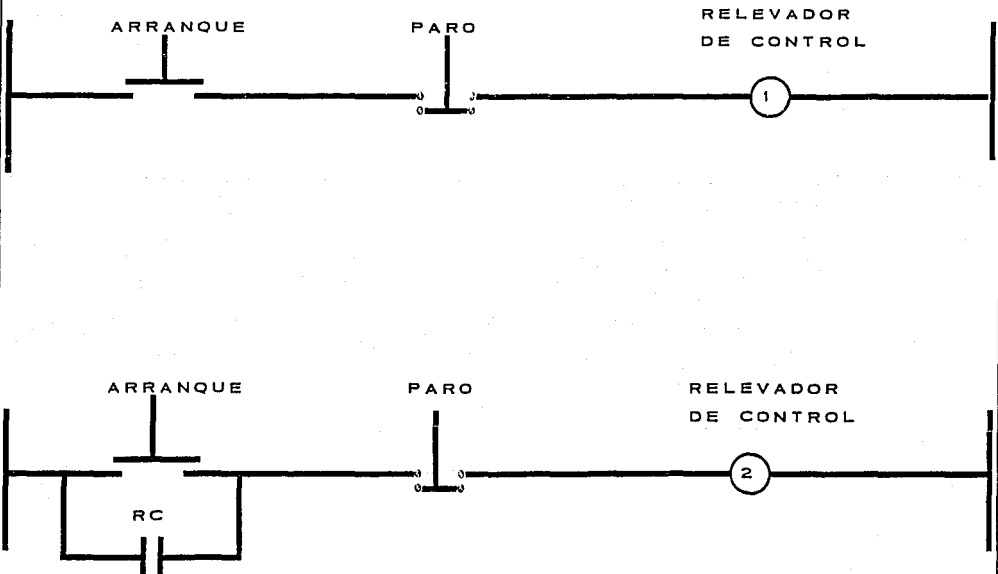 ARRANQUE
PARO
RELEVADOR
DE CONTROL
1
ARRANQUE
PARO
RELEVADOR
DE CONTROL
2
RC